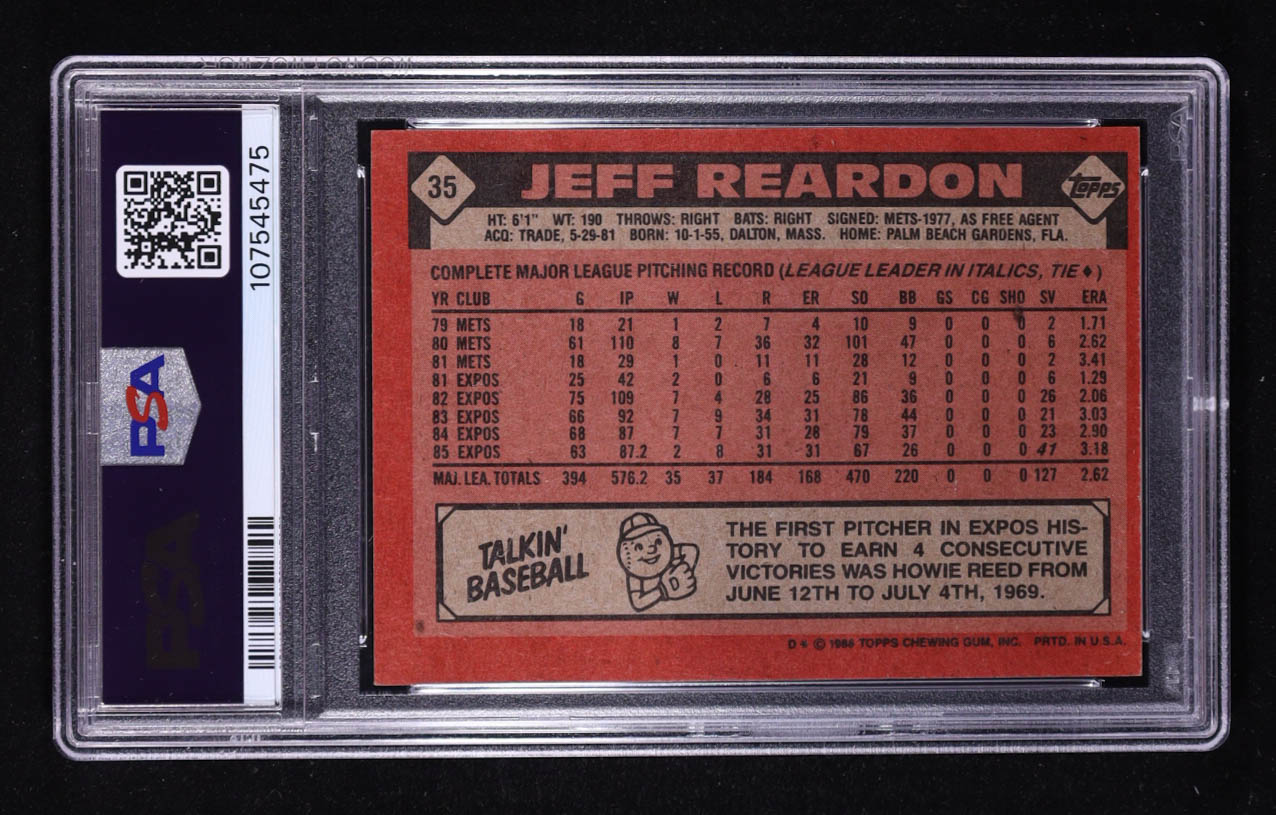 107545475
PSA
PSA
35
JEFF REARDON
topps
HT: 6'1" WT: 190 THROWS: RIGHT BATS: RIGHT SIGNED: METS-1977, AS FREE AGENT
ACQ: TRADE, 5-29-81 BORN: 10-1-55, DALTON, MASS. HOME: PALM BEACH GARDENS, FLA.
COMPLETE MAJOR LEAGUE PITCHING RECORD (LEAGUE LEADER IN ITALICS, TIE ♦)
YR CLUB G IP W L R ER SO BB GS CG SHO SV ERA
79 METS 18 21 1 2 7 4 10 9 0 0 0 2 1.71
80 METS 61 110 8 7 36 32 101 47 0 0 0 6 2.62
81 METS 18 29 1 0 11 11 28 12 0 0 0 2 3.41
81 EXPOS 25 42 2 0 6 6 21 9 0 0 0 6 1.29
82 EXPOS 75 109 7 4 28 25 86 36 0 0 0 26 2.06
83 EXPOS 66 92 7 9 34 31 78 44 0 0 0 21 3.03
84 EXPOS 68 87 7 7 31 28 79 37 0 0 0 23 2.90
85 EXPOS 63 87.2 2 8 31 31 67 26 0 0 0 41 3.18
MAJ. LEA. TOTALS 394 576.2 35 37 184 168 470 220 0 0 0 127 2.62
TALKIN'
BASEBALL
THE FIRST PITCHER IN EXPOS HIS-
TORY TO EARN 4 CONSECUTIVE
VICTORIES WAS HOWIE REED FROM
JUNE 12TH TO JULY 4TH, 1969.
D * © 1986 TOPPS CHEWING GUM, INC. PRTD. IN U.S.A.